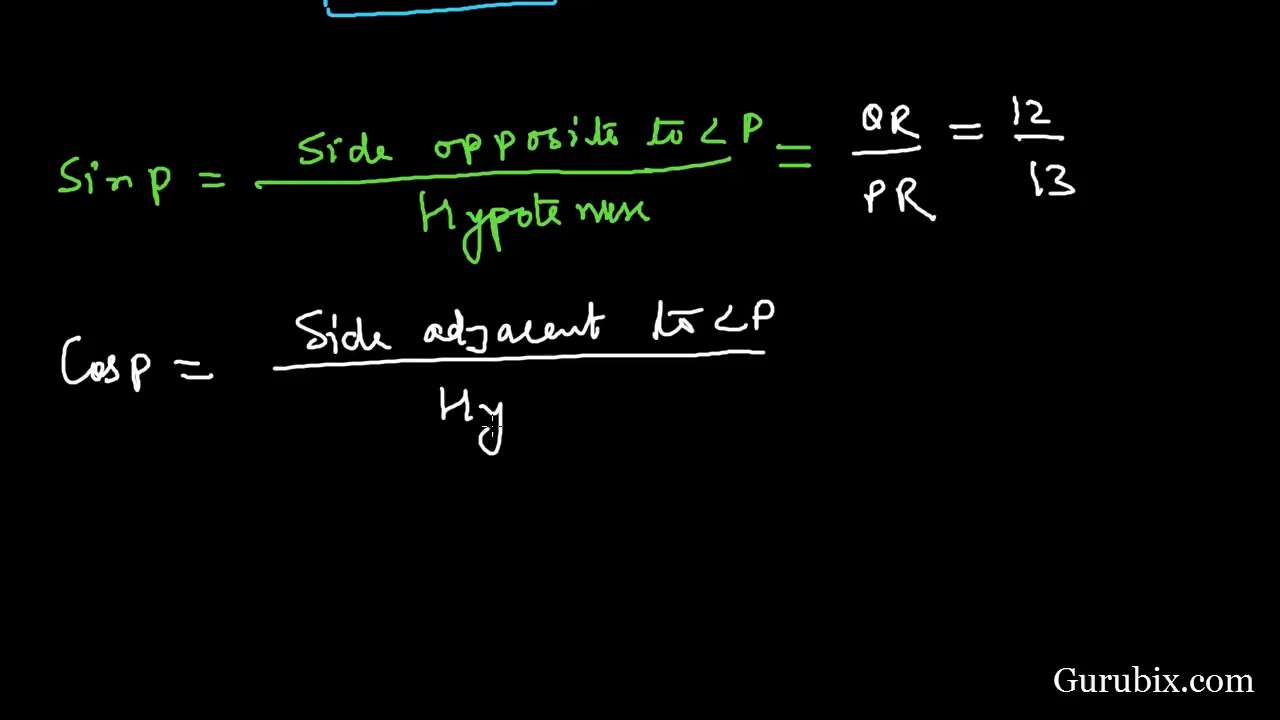 Sin P = Side opposite to ∠P / Hypotenuse = QR / PR = 12 / 13
Cos P = Side adjacent to ∠P / Hy
Gurubix.com